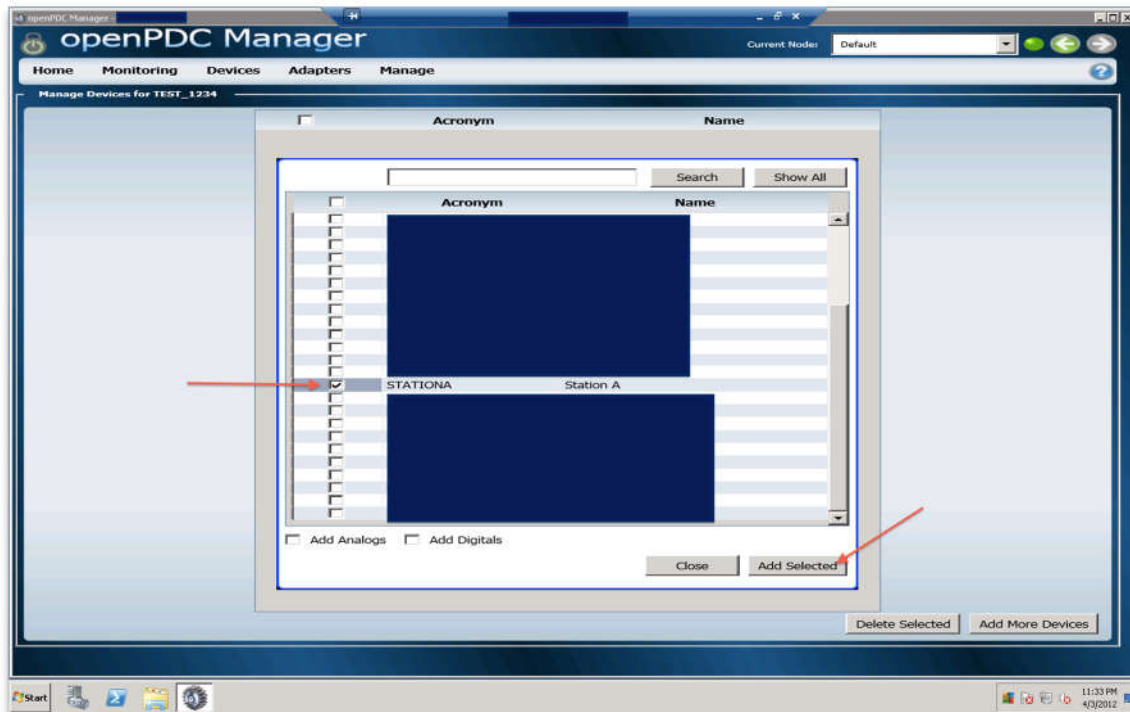 openPDC Manager -
openPDC Manager
Current Node: Default
Home Monitoring Devices Adapters Manage
Manage Devices for TEST_1234
Acronym Name
Search Show All
Acronym Name
STATIONA Station A
Add Analogs Add Digitals
Close Add Selected
Delete Selected Add More Devices
Start
11:33 PM
4/3/2012